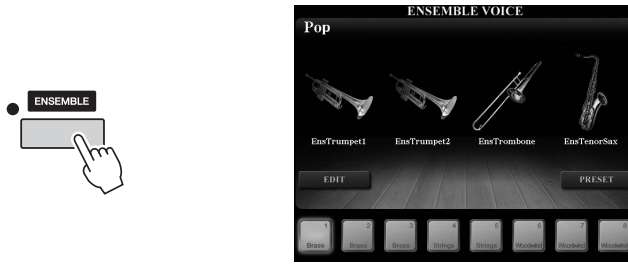 ENSEMBLE
ENSEMBLE VOICE
Pop
EnsTrumpet1 EnsTrumpet2 EnsTrombone EnsTenorSax
EDIT PRESET
1 2 3 4 5 6 7 8
Brass Brass Brass Strings Strings Woodwind Woodwind Woodwind